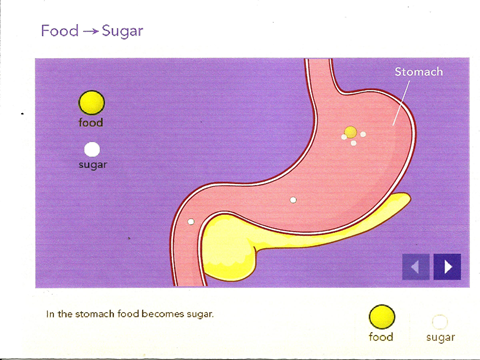 Food → Sugar
Stomach
food
sugar
In the stomach food becomes sugar.
food
sugar